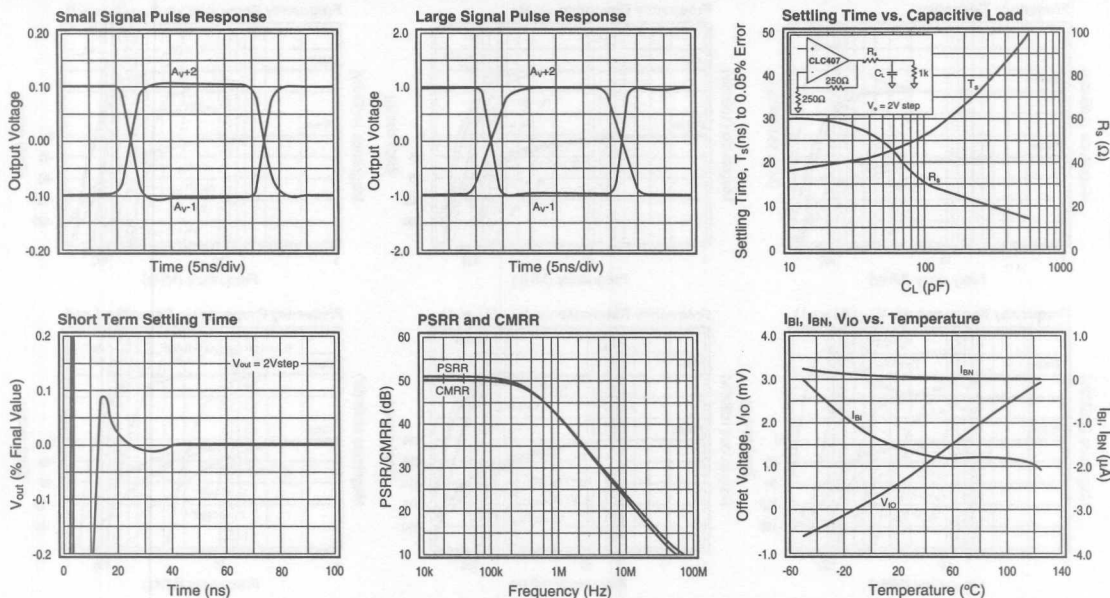 Small Signal Pulse Response
0.20
0.10
0.00
-0.10
-0.20
Output Voltage
AV+2
AV-1
Time (5ns/div)
Large Signal Pulse Response
2.0
1.0
0.0
-1.0
-2.0
Output Voltage
AV+2
AV-1
Time (5ns/div)
Settling Time vs. Capacitive Load
50
40
30
20
10
0
Settling Time, Ts(ns) to 0.05% Error
CLC407
Rs
CL
1k
250Ω
250Ω
Vs = 2V step
Ts
Rs
100
80
60
40
20
0
Rs (Ω)
10
100
1000
CL (pF)
Short Term Settling Time
0.2
0.1
0.0
-0.1
-0.2
Vout (% Final Value)
Vout = 2Vstep
0
20
40
60
80
100
Time (ns)
PSRR and CMRR
60
50
40
30
20
10
PSRR/CMRR (dB)
PSRR
CMRR
10k
100k
1M
10M
100M
Frequency (Hz)
IBI, IBN, VIO vs. Temperature
4.0
3.0
2.0
1.0
0
-1.0
Offet Voltage, VIO (mV)
IBN
IBI
VIO
1.0
0
-1.0
-2.0
-3.0
-4.0
IBI, IBN (µA)
-60
-20
20
60
100
140
Temperature (ºC)